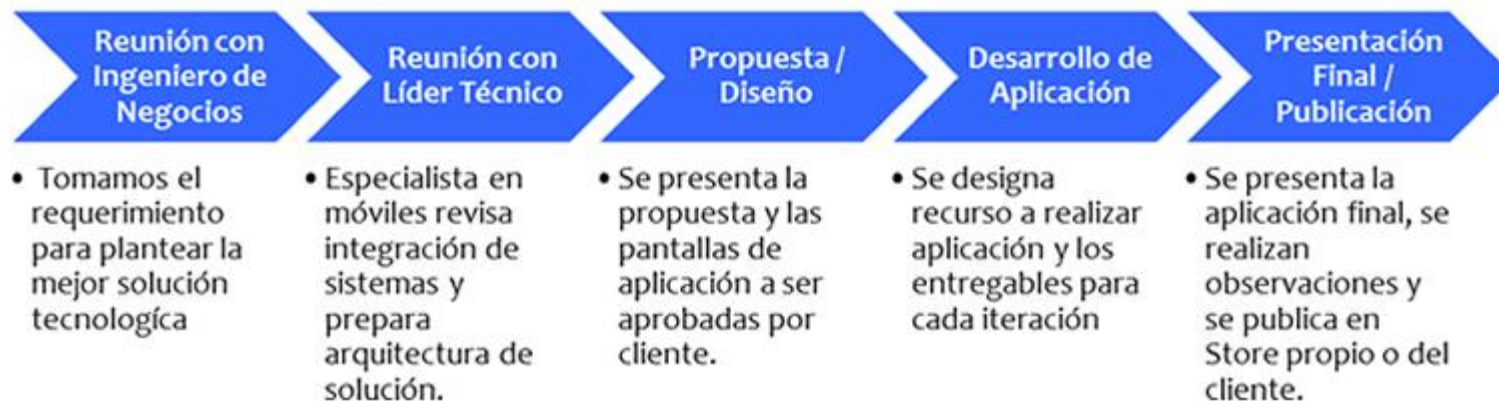 Reunión con
Ingeniero de
Negocios
Reunión con
Líder Técnico
Propuesta /
Diseño
Desarrollo de
Aplicación
Presentación
Final /
Publicación
• Tomamos el
requerimiento
para plantear la
mejor solución
tecnologíca
• Especialista en
móviles revisa
integración de
sistemas y
prepara
arquitectura de
solución.
• Se presenta la
propuesta y las
pantallas de
aplicación a ser
aprobadas por
cliente.
• Se designa
recurso a realizar
aplicación y los
entregables para
cada iteración
• Se presenta la
aplicación final, se
realizan
observaciones y
se publica en
Store propio o del
cliente.